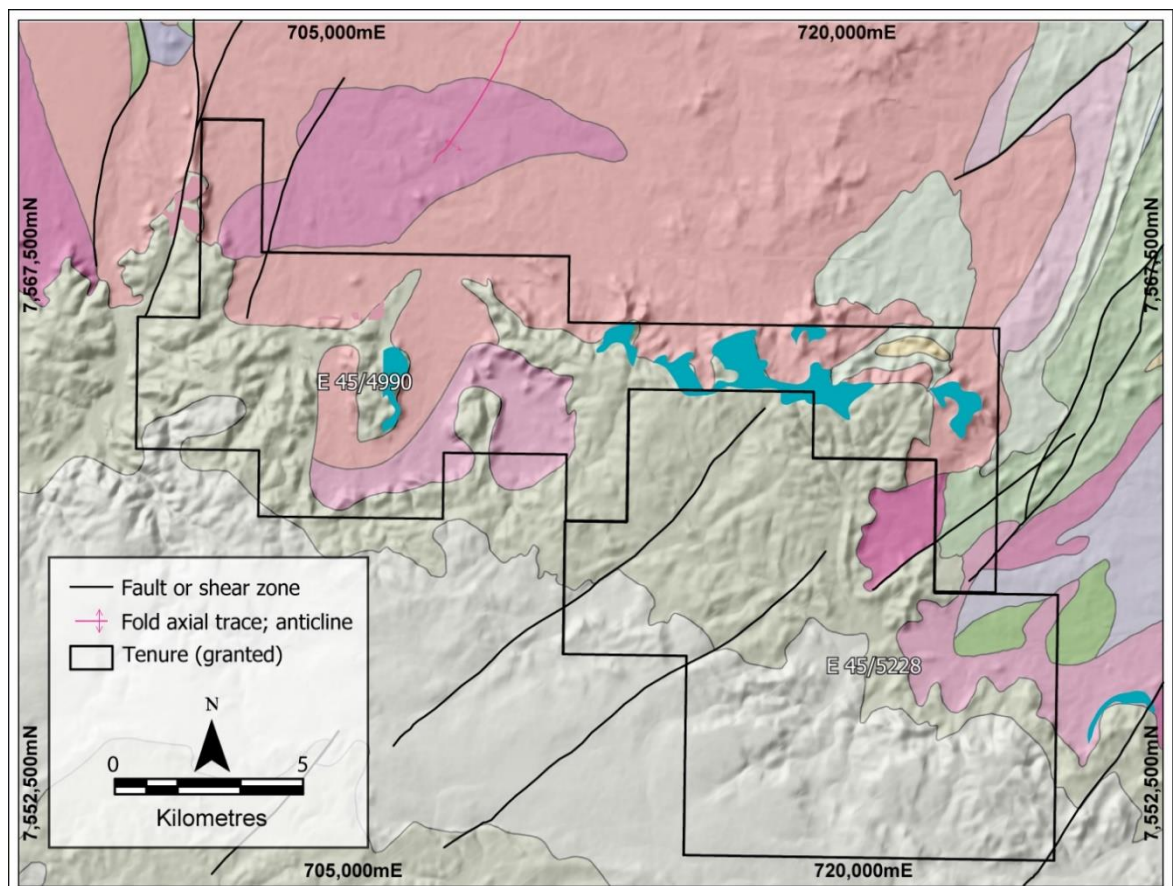 705,000mE
720,000mE
7,567,500mN
7,567,500mN
E 45/4990
Fault or shear zone
Fold axial trace; anticline
Tenure (granted)
E 45/5228
N
0
5
Kilometres
7,552,500mN
7,552,500mN
705,000mE
720,000mE